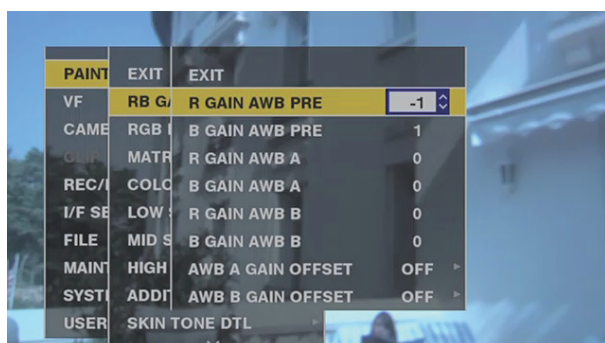 PAINT EXIT EXIT
VF RB GA R GAIN AWB PRE -1
CAME RGB B GAIN AWB PRE 1
MATR R GAIN AWB A 0
REC/ COLO B GAIN AWB A 0
I/F SE LOW R GAIN AWB B 0
FILE MID S B GAIN AWB B 0
MAINT HIGH AWB A GAIN OFFSET OFF
SYST ADDIT AWB B GAIN OFFSET OFF
USER SKIN TONE DTL